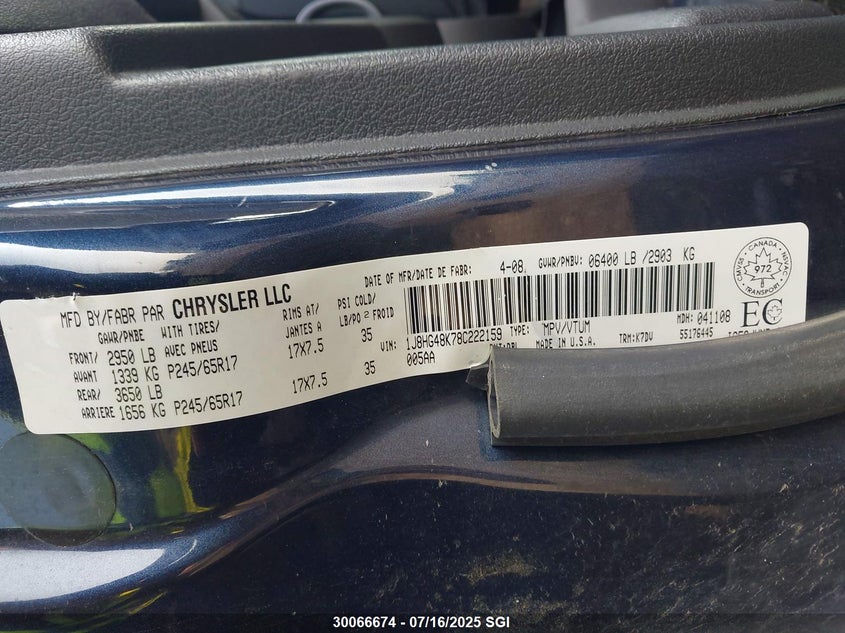 MFD BY/FABR PAR CHRYSLER LLC
DATE OF MFR/DATE DE FABR: 4-08 GVWR/PNBV: 06400 LB /2903 KG
GAWR/PNBE WITH TIRES/ RIMS AT/ PSI COLD/
AVEC PNEUS JANTES A LB/PO 2 FROID
FRONT/ 2950 LB 17X7.5 35
AVANT 1339 KG P245/65R17
REAR/ 3650 LB 17X7.5 35
ARRIERE 1656 KG P245/65R17
VIN: 1J8HG48K78C222159 TYPE: MPV/VTUM MDH: 041108
005AA MADE IN U.S.A. TRM:K7DV 55176445
CANADA
972
TRANSPORT
EC
30066674 - 07/16/2025 SGI